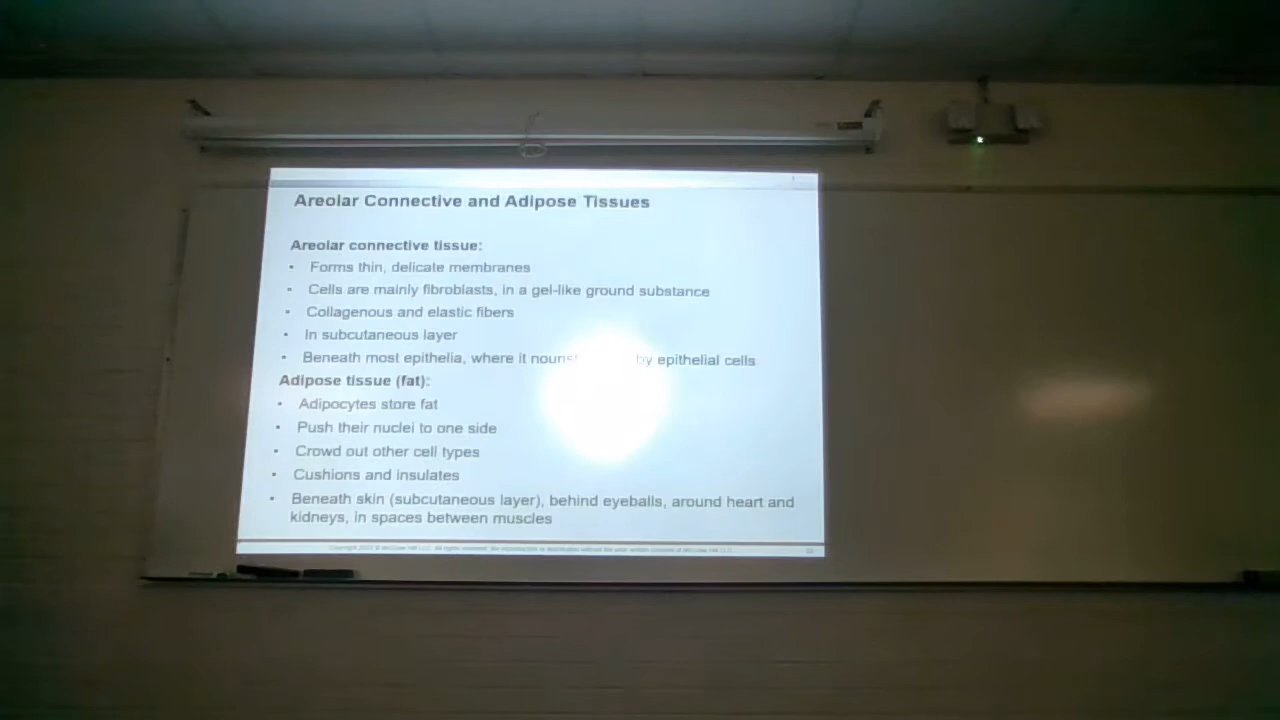 Areolar Connective and Adipose Tissues
Areolar connective tissue:
• Forms thin, delicate membranes
• Cells are mainly fibroblasts, in a gel-like ground substance
• Collagenous and elastic fibers
• In subcutaneous layer
• Beneath most epithelia, where it by epithelial cells
Adipose tissue (fat):
• Adipocytes store fat
• Push their nuclei to one side
• Crowd out other cell types
• Cushions and insulates
• Beneath skin (subcutaneous layer), behind eyeballs, around heart and
kidneys, in spaces between muscles